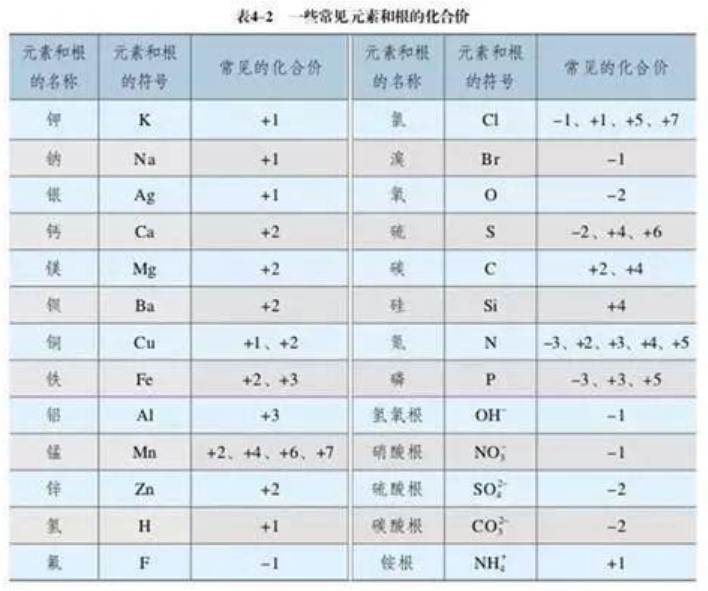 表4-2 一些常见元素和根的化合价
元素和根的名称 元素和根的符号 常见的化合价 元素和根的名称 元素和根的符号 常见的化合价
钾 K +1 氯 Cl -1、+1、+5、+7
钠 Na +1 溴 Br -1
银 Ag +1 氧 O -2
钙 Ca +2 硫 S -2、+4、+6
镁 Mg +2 碳 C +2、+4
钡 Ba +2 硅 Si +4
铜 Cu +1、+2 氮 N -3、+2、+3、+4、+5
铁 Fe +2、+3 磷 P -3、+3、+5
铝 Al +3 氢氧根 OH⁻ -1
锰 Mn +2、+4、+6、+7 硝酸根 NO₃⁻ -1
锌 Zn +2 硫酸根 SO₄²⁻ -2
氢 H +1 碳酸根 CO₃²⁻ -2
氟 F -1 铵根 NH₄⁺ +1